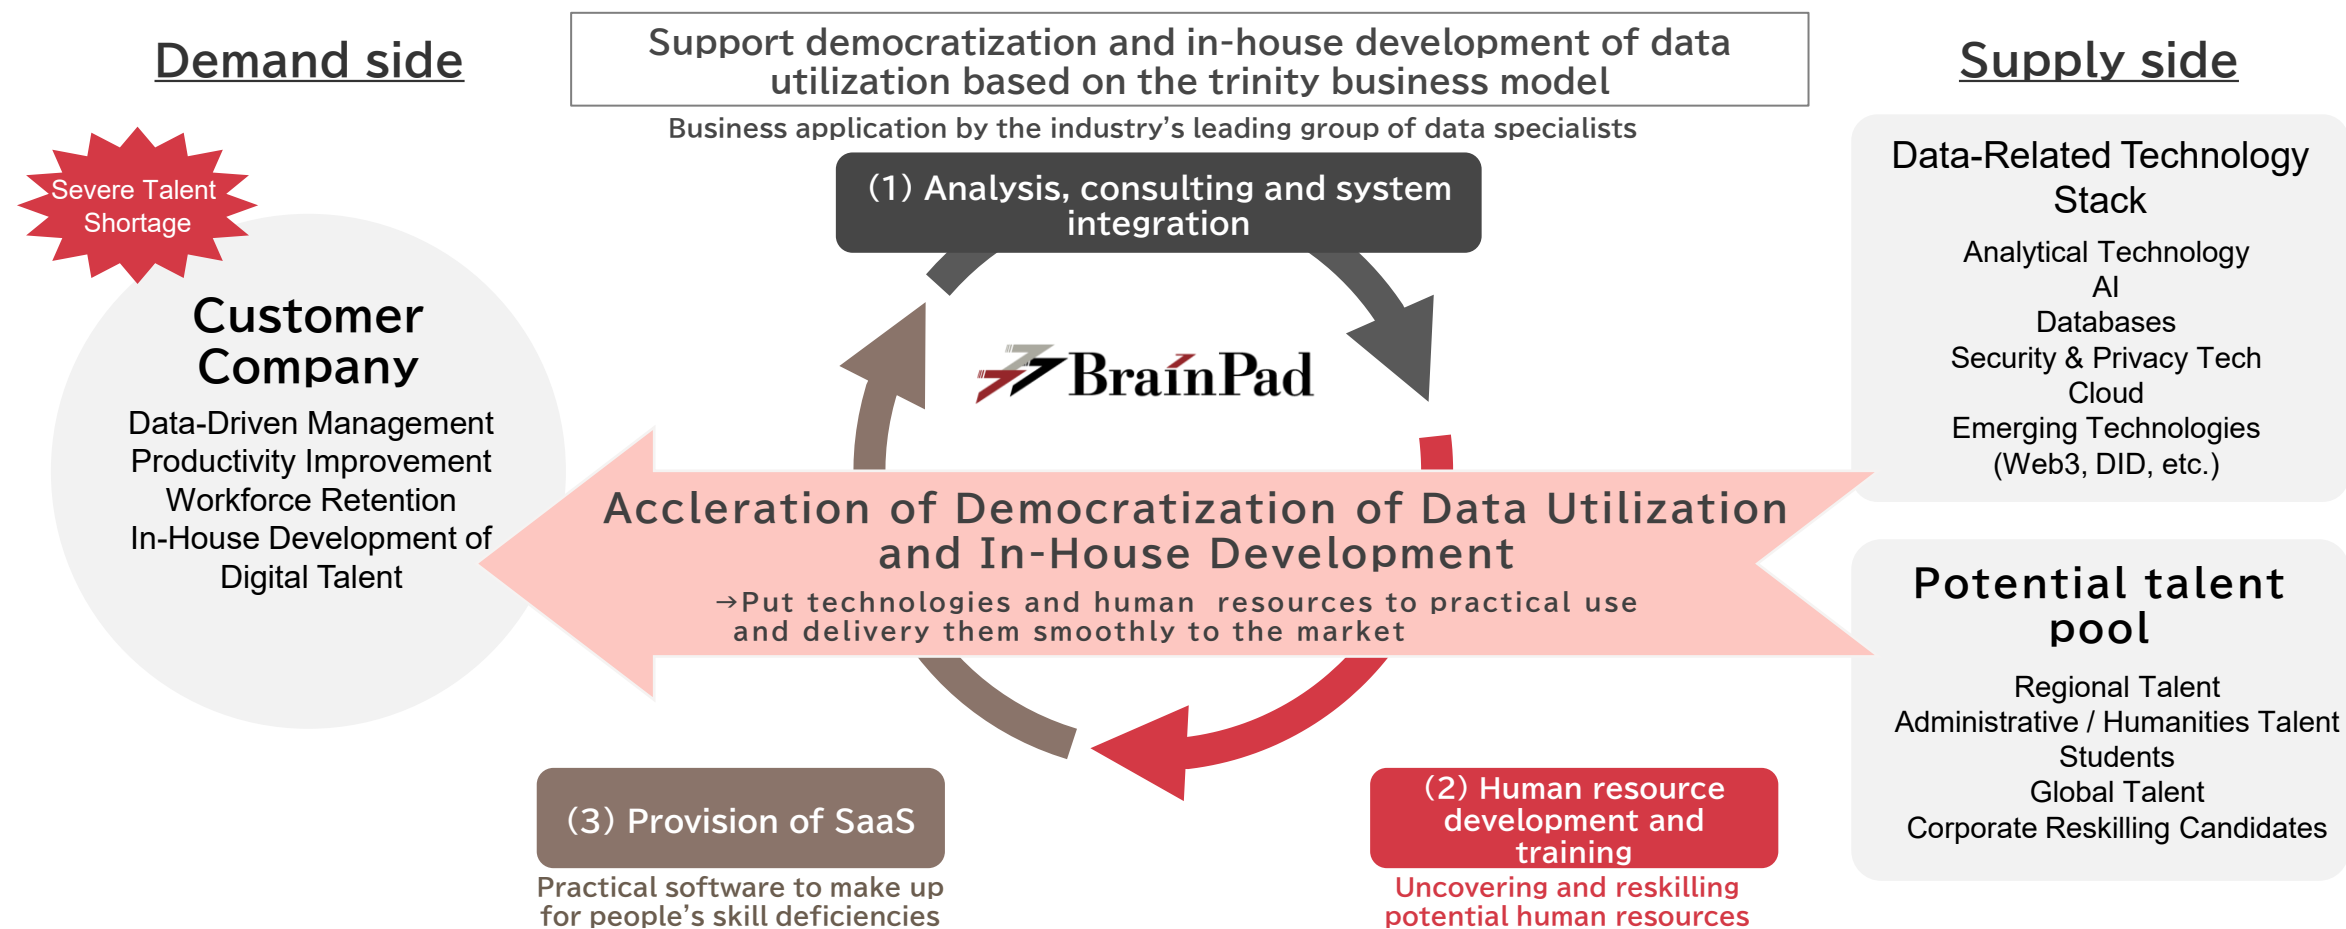 Demand side
Support democratization and in-house development of data
utilization based on the trinity business model
Supply side
Business application by the industry’s leading group of data specialists
(1) Analysis, consulting and system
integration
Severe Talent
Shortage
Customer
Company
Data-Driven Management
Productivity Improvement
Workforce Retention
In-House Development of
Digital Talent
BrainPad
Accleration of Democratization of Data Utilization
and In-House Development
→Put technologies and human resources to practical use
and delivery them smoothly to the market
(3) Provision of SaaS
Practical software to make up
for people’s skill deficiencies
(2) Human resource
development and
training
Uncovering and reskilling
potential human resources
Data-Related Technology
Stack
Analytical Technology
AI
Databases
Security & Privacy Tech
Cloud
Emerging Technologies
(Web3, DID, etc.)
Potential talent
pool
Regional Talent
Administrative / Humanities Talent
Students
Global Talent
Corporate Reskilling Candidates